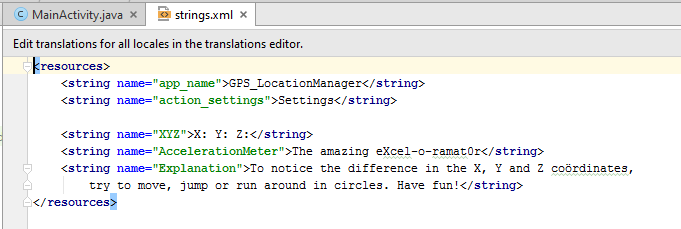 MainActivity.java strings.xml
Edit translations for all locales in the translations editor.
<resources>
    <string name="app_name">GPS_LocationManager</string>
    <string name="action_settings">Settings</string>

    <string name="XYZ">X: Y: Z:</string>
    <string name="AccelerationMeter">The amazing eXcel-o-ramat0r</string>
    <string name="Explanation">To notice the difference in the X, Y and Z coördinates,
        try to move, jump or run around in circles. Have fun!</string>
</resources>